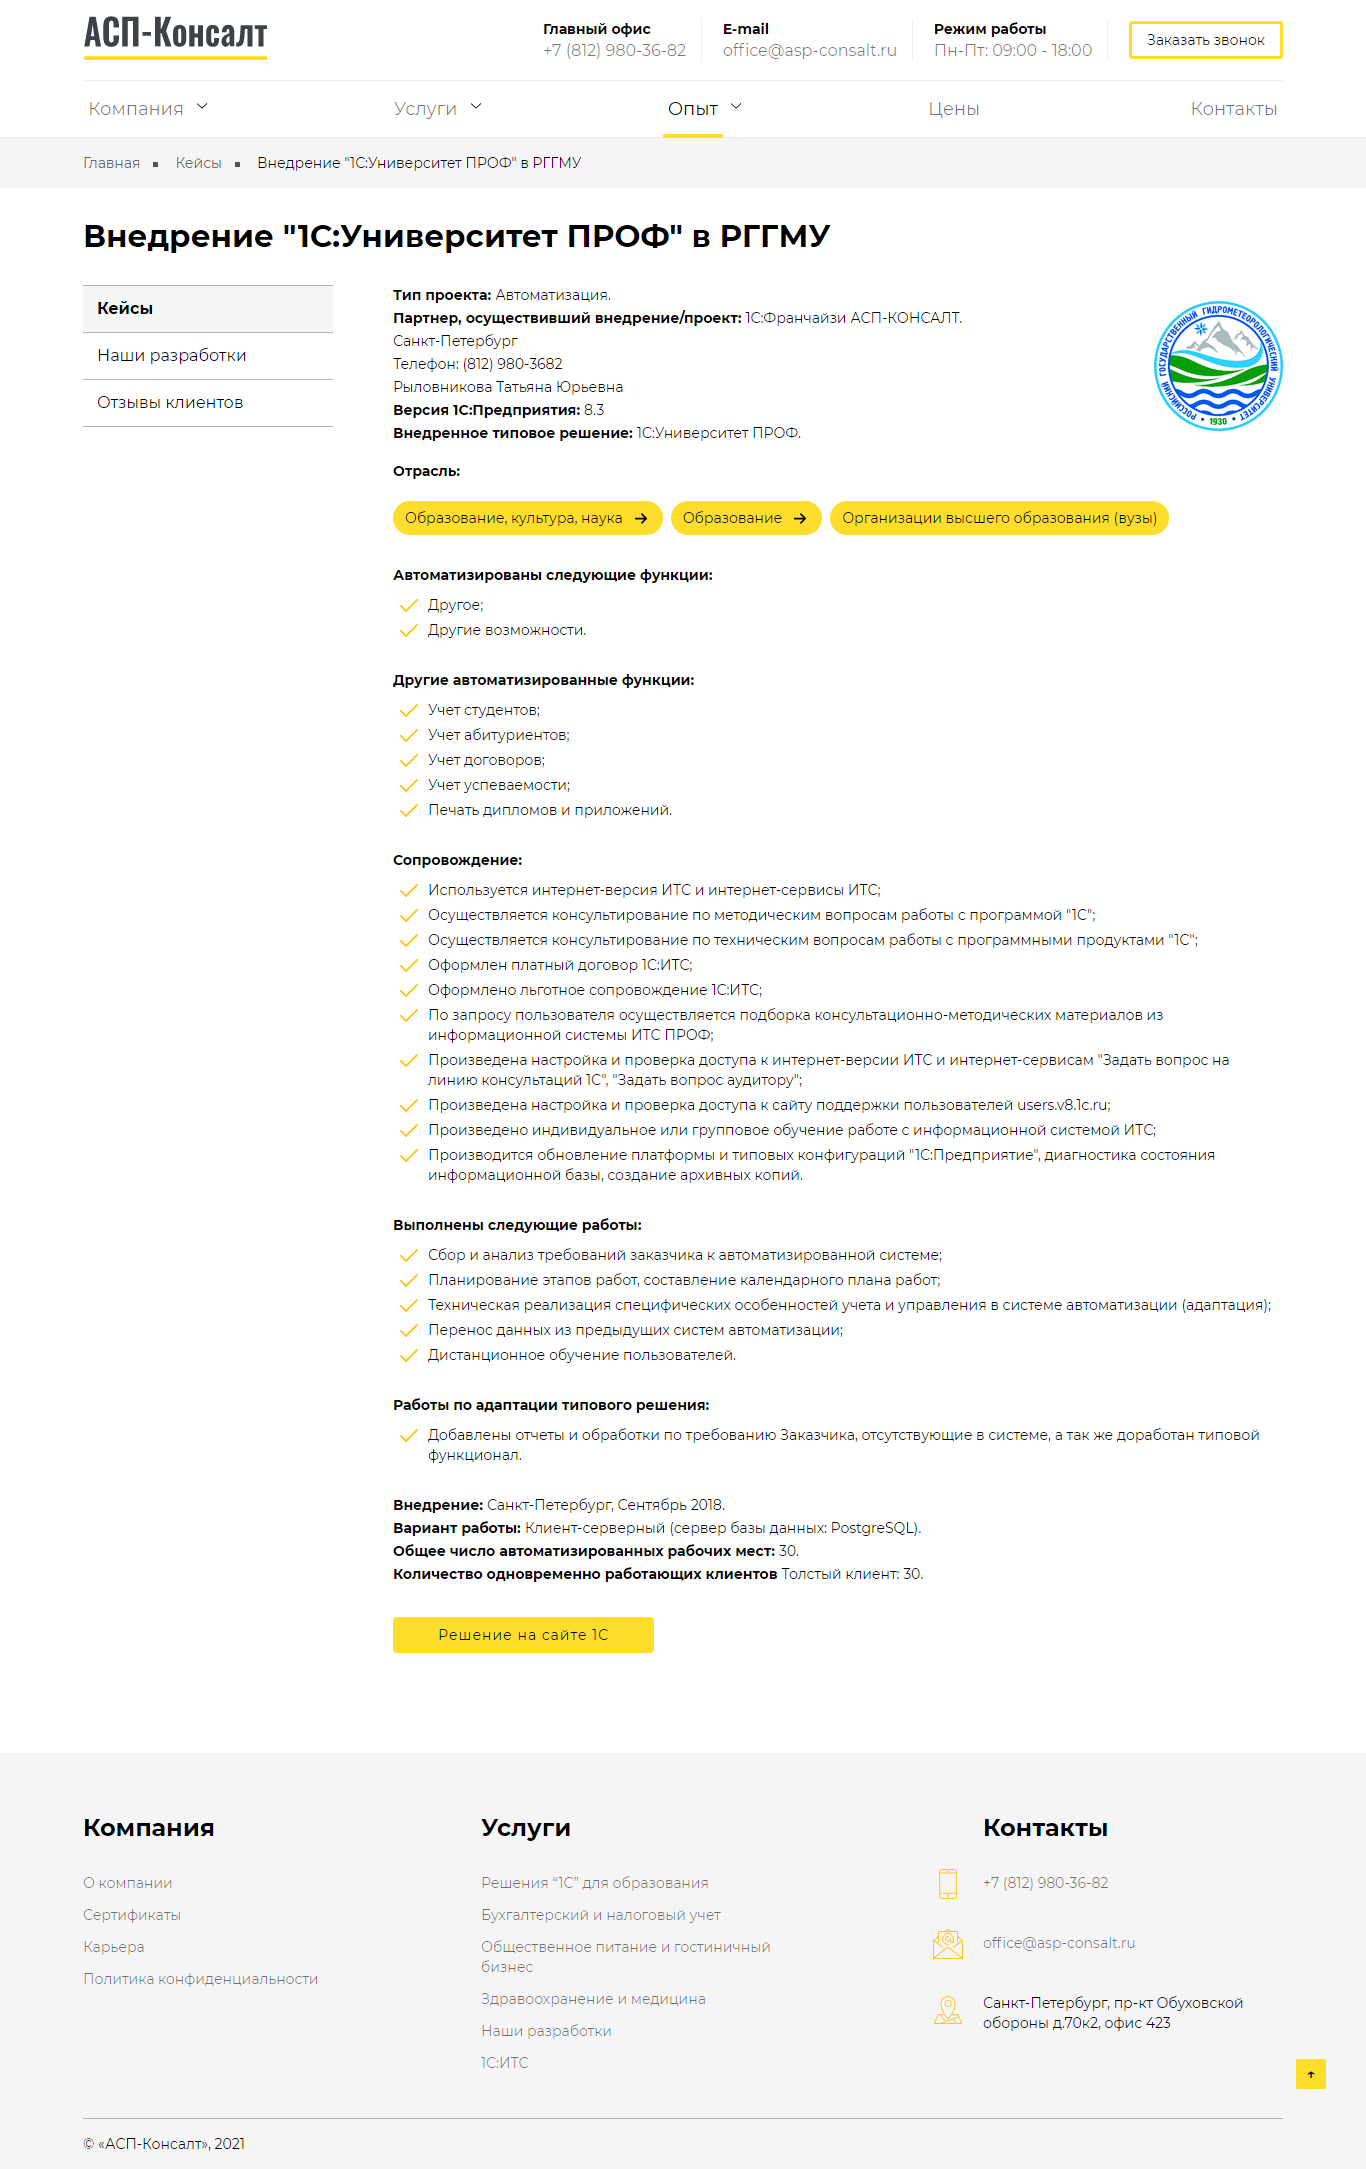 АСП-Консалт
Главный офис
+7 (812) 980-36-82
E-mail
office@asp-consalt.ru
Режим работы
Пн-Пт: 09:00 - 18:00
Заказать звонок
Компания
Услуги
Опыт
Цены
Контакты
Главная
Кейсы
Внедрение "1С:Университет ПРОФ" в РГГМУ
Внедрение "1С:Университет ПРОФ" в РГГМУ
Кейсы
Наши разработки
Отзывы клиентов
Тип проекта: Автоматизация.
Партнер, осуществивший внедрение/проект: 1С:Франчайзи АСП-КОНСАЛТ.
Санкт-Петербург
Телефон: (812) 980-3682
Рыловникова Татьяна Юрьевна
Версия 1С:Предприятия: 8.3
Внедренное типовое решение: 1С:Университет ПРОФ.
РОССИЙСКИЙ ГОСУДАРСТВЕННЫЙ ГИДРОМЕТЕОРОЛОГИЧЕСКИЙ УНИВЕРСИТЕТ
1930
Отрасль:
Образование, культура, наука
Образование
Организации высшего образования (вузы)
Автоматизированы следующие функции:
Другое;
Другие возможности.
Другие автоматизированные функции:
Учет студентов;
Учет абитуриентов;
Учет договоров;
Учет успеваемости;
Печать дипломов и приложений.
Сопровождение:
Используется интернет-версия ИТС и интернет-сервисы ИТС;
Осуществляется консультирование по методическим вопросам работы с программой "1С";
Осуществляется консультирование по техническим вопросам работы с программными продуктами "1С";
Оформлен платный договор 1С:ИТС;
Оформлено льготное сопровождение 1С:ИТС;
По запросу пользователя осуществляется подборка консультационно-методических материалов из
информационной системы ИТС ПРОФ;
Произведена настройка и проверка доступа к интернет-версии ИТС и интернет-сервисам "Задать вопрос на
линию консультаций 1С", "Задать вопрос аудитору";
Произведена настройка и проверка доступа к сайту поддержки пользователей users.v8.1c.ru;
Произведено индивидуальное или групповое обучение работе с информационной системой ИТС;
Производится обновление платформы и типовых конфигураций "1С:Предприятие", диагностика состояния
информационной базы, создание архивных копий.
Выполнены следующие работы:
Сбор и анализ требований заказчика к автоматизированной системе;
Планирование этапов работ, составление календарного плана работ;
Техническая реализация специфических особенностей учета и управления в системе автоматизации (адаптация);
Перенос данных из предыдущих систем автоматизации;
Дистанционное обучение пользователей.
Работы по адаптации типового решения:
Добавлены отчеты и обработки по требованию Заказчика, отсутствующие в системе, а так же доработан типовой
функционал.
Внедрение: Санкт-Петербург, Сентябрь 2018.
Вариант работы: Клиент-серверный (сервер базы данных: PostgreSQL).
Общее число автоматизированных рабочих мест: 30.
Количество одновременно работающих клиентов Толстый клиент: 30.
Решение на сайте 1С
Компания
О компании
Сертификаты
Карьера
Политика конфиденциальности
Услуги
Решения “1С” для образования
Бухгалтерский и налоговый учет
Общественное питание и гостиничный
бизнес
Здравоохранение и медицина
Наши разработки
1С:ИТС
Контакты
+7 (812) 980-36-82
office@asp-consalt.ru
Санкт-Петербург, пр-кт Обуховской
обороны д.70к2, офис 423
© «АСП-Консалт», 2021